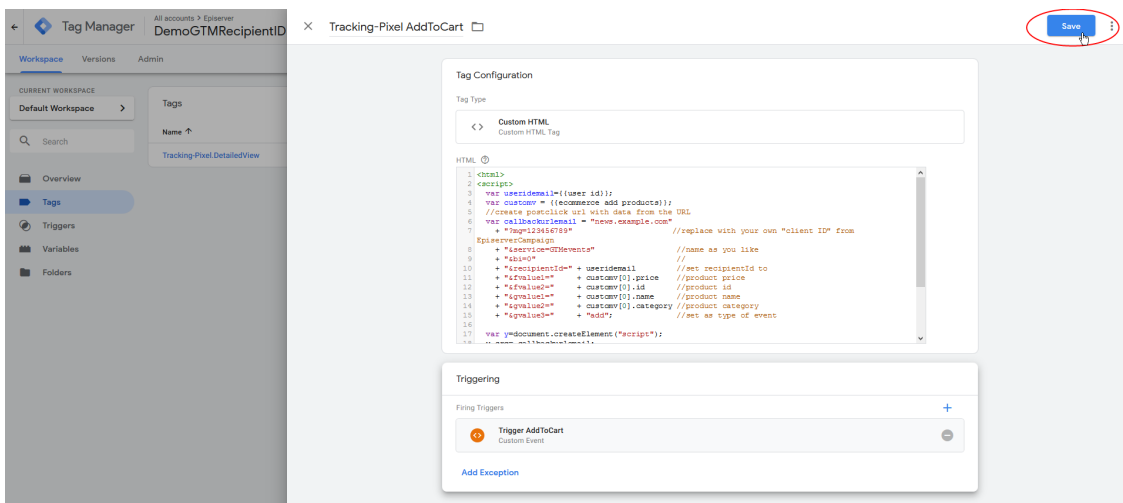 Tag Manager
All accounts > Episerver
DemoGTMRecipientID
Tracking-Pixel AddToCart
Save
Workspace Versions Admin
CURRENT WORKSPACE
Default Workspace
Search
Overview
Tags
Triggers
Variables
Folders
Tags
Name
Tracking-Pixel.DetailedView
Tag Configuration
Tag Type
Custom HTML
Custom HTML Tag
HTML
1 <html>
2 <script>
3 var useridemail={{user id}};
4 var customv = {{ecommerce add products}};
5 //create postclick url with data from the URL
6 var callbackurlemail = "news.example.com"
7 + "?mg=123456789" //replace with your own "client ID" from
EpiserverCampaign
8 + "&service=GTMevents" //name as you like
9 + "&bi=0" //
10 + "&recipientId=" + useridemail //set recipientId to
11 + "&fvalue1=" + customv[0].price //product price
12 + "&fvalue2=" + customv[0].id //product id
13 + "&gvalue1=" + customv[0].name //product name
14 + "&gvalue2=" + customv[0].category //product category
15 + "&gvalue3=" + "add"; //set as type of event
16
17 var y=document.createElement("script");
Triggering
Firing Triggers
Trigger AddToCart
Custom Event
Add Exception